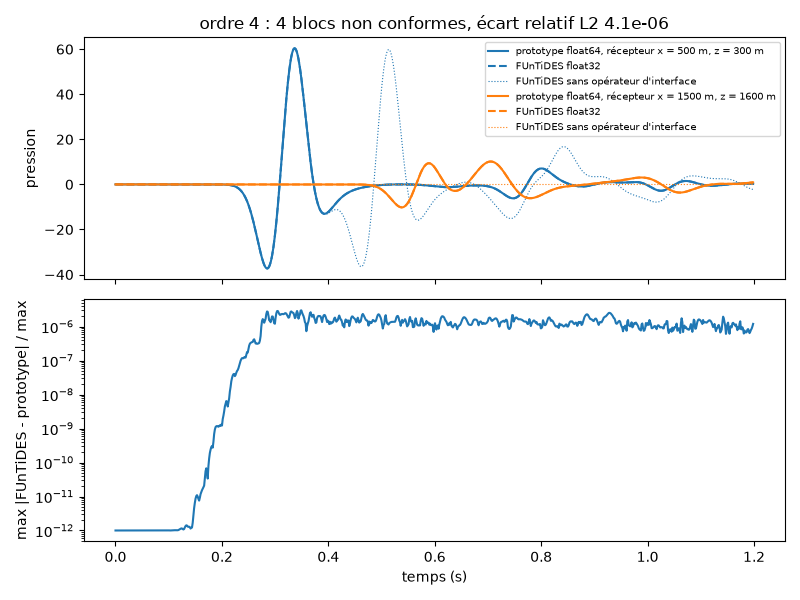 ordre 4 : 4 blocs non conformes, écart relatif L2 4.1e-06
60
40
20
0
−20
−40
pression
prototype float64, récepteur x = 500 m, z = 300 m
FUnTiDES float32
FUnTiDES sans opérateur d'interface
prototype float64, récepteur x = 1500 m, z = 1600 m
FUnTiDES float32
FUnTiDES sans opérateur d'interface
10⁻⁶
10⁻⁷
10⁻⁸
10⁻⁹
10⁻¹⁰
10⁻¹¹
10⁻¹²
max |FUnTiDES - prototype| / max
0.0 0.2 0.4 0.6 0.8 1.0 1.2
temps (s)